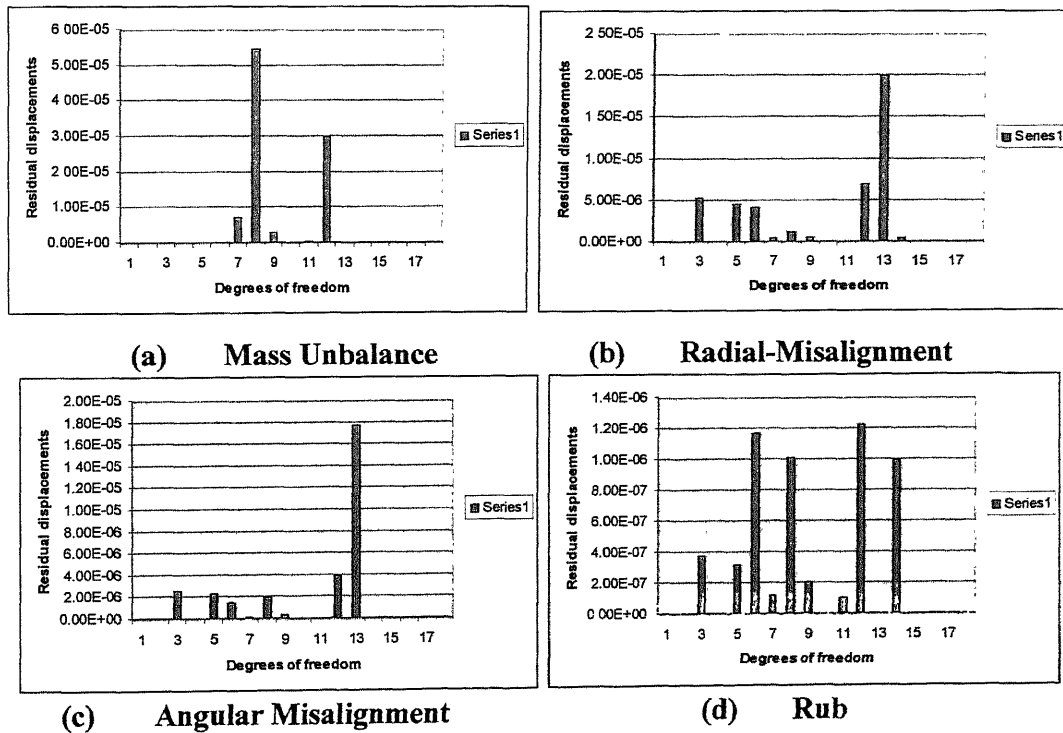 6 00E-05
5.00E-05
4.00E-05
3.00E-05
2.00E-05
1.00E-05
0.00E+00
Residual displacements
1 3 5 7 9 11 13 15 17
Degrees of freedom
Series1
(a) Mass Unbalance
2 50E-05
2.00E-05
1.50E-05
1.00E-05
5.00E-06
0.00E+00
Residual displacements
1 3 5 7 9 11 13 15 17
Degrees of freedom
Series1
(b) Radial-Misalignment
2.00E-05
1.80E-05
1.60E-05
1.40E-05
1.20E-05
1.00E-05
8.00E-06
6.00E-06
4.00E-06
2.00E-06
0.00E+00
Residual displacements
1 3 5 7 9 11 13 15 17
Degrees of freedom
Series1
(c) Angular Misalignment
1.40E-06
1.20E-06
1.00E-06
8.00E-07
6.00E-07
4.00E-07
2.00E-07
0 00E+00
Residual displacements
1 3 5 7 9 11 13 15 17
Degrees of freedom
Series1
(d) Rub